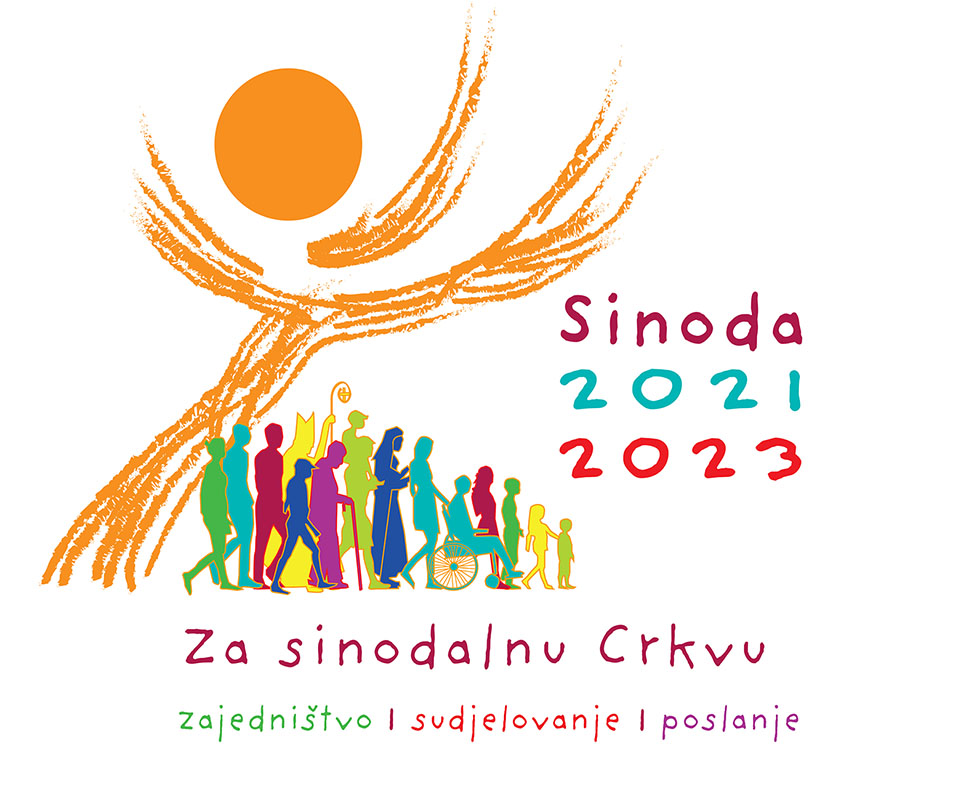 Sinoda
2021
2023
Za sinodalnu Crkvu
zajedništvo | sudjelovanje | poslanje